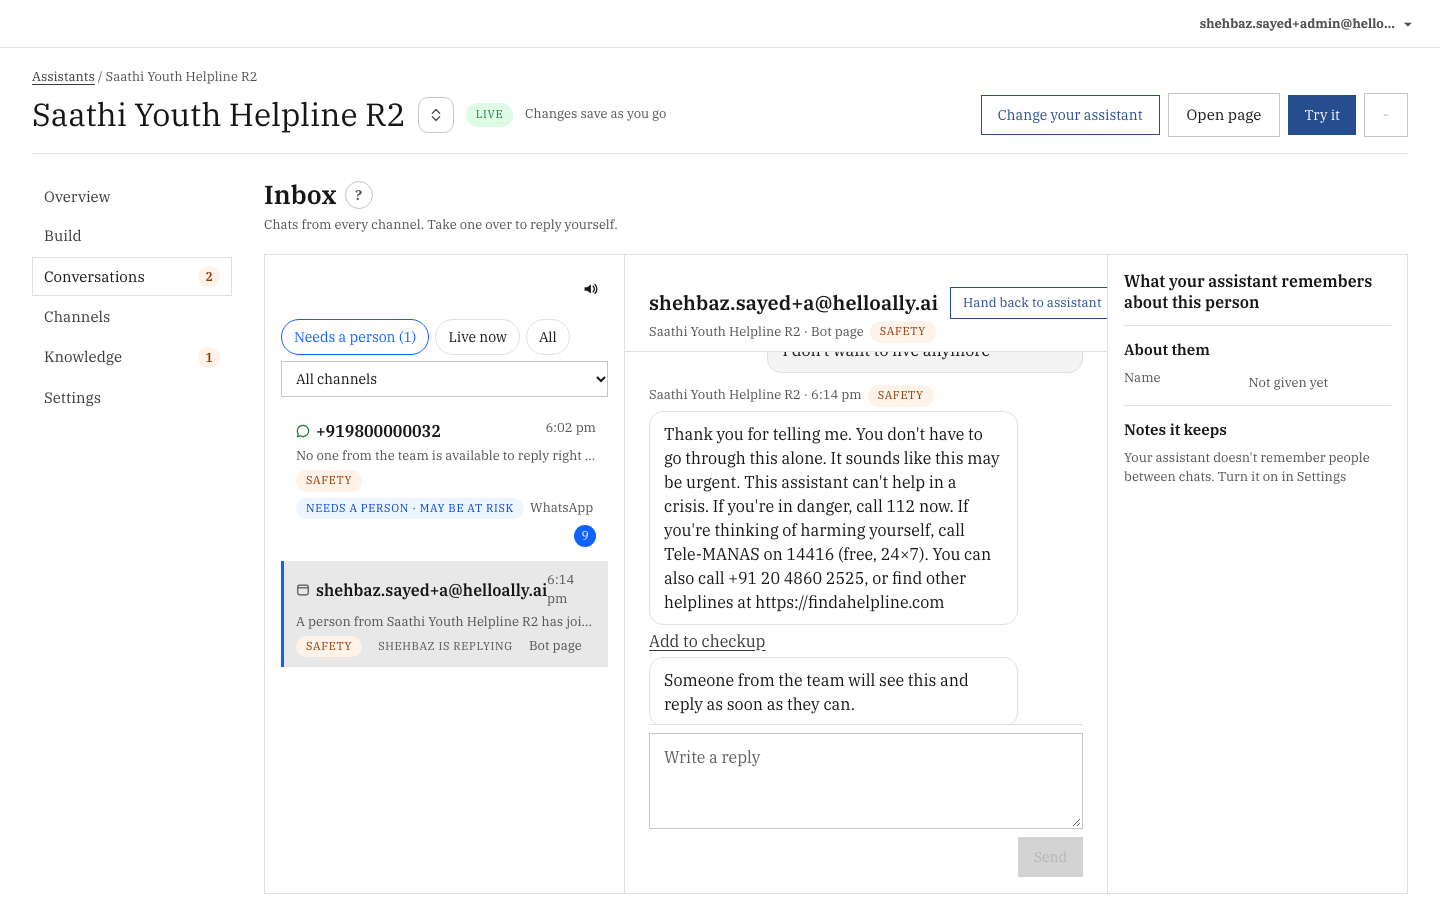 shehbaz.sayed+admin@hello...
Assistants / Saathi Youth Helpline R2
Saathi Youth Helpline R2
LIVE
Changes save as you go
Change your assistant
Open page
Try it
Overview
Build
Conversations
2
Channels
Knowledge
1
Settings
Inbox
?
Chats from every channel. Take one over to reply yourself.
Needs a person (1)
Live now
All
All channels
+919800000032
6:02 pm
No one from the team is available to reply right ...
SAFETY
NEEDS A PERSON · MAY BE AT RISK
WhatsApp
9
shehbaz.sayed+a@helloally.ai
6:14
pm
A person from Saathi Youth Helpline R2 has joi...
SAFETY
SHEHBAZ IS REPLYING
Bot page
shehbaz.sayed+a@helloally.ai
Hand back to assistant
Saathi Youth Helpline R2 · Bot page
SAFETY
I don't want to live anymore
Saathi Youth Helpline R2 · 6:14 pm
SAFETY
Thank you for telling me. You don't have to
go through this alone. It sounds like this may
be urgent. This assistant can't help in a
crisis. If you're in danger, call 112 now. If
you're thinking of harming yourself, call
Tele-MANAS on 14416 (free, 24×7). You can
also call +91 20 4860 2525, or find other
helplines at https://findahelpline.com
Add to checkup
Someone from the team will see this and
reply as soon as they can.
Write a reply
Send
What your assistant remembers
about this person
About them
Name
Not given yet
Notes it keeps
Your assistant doesn't remember people
between chats. Turn it on in Settings